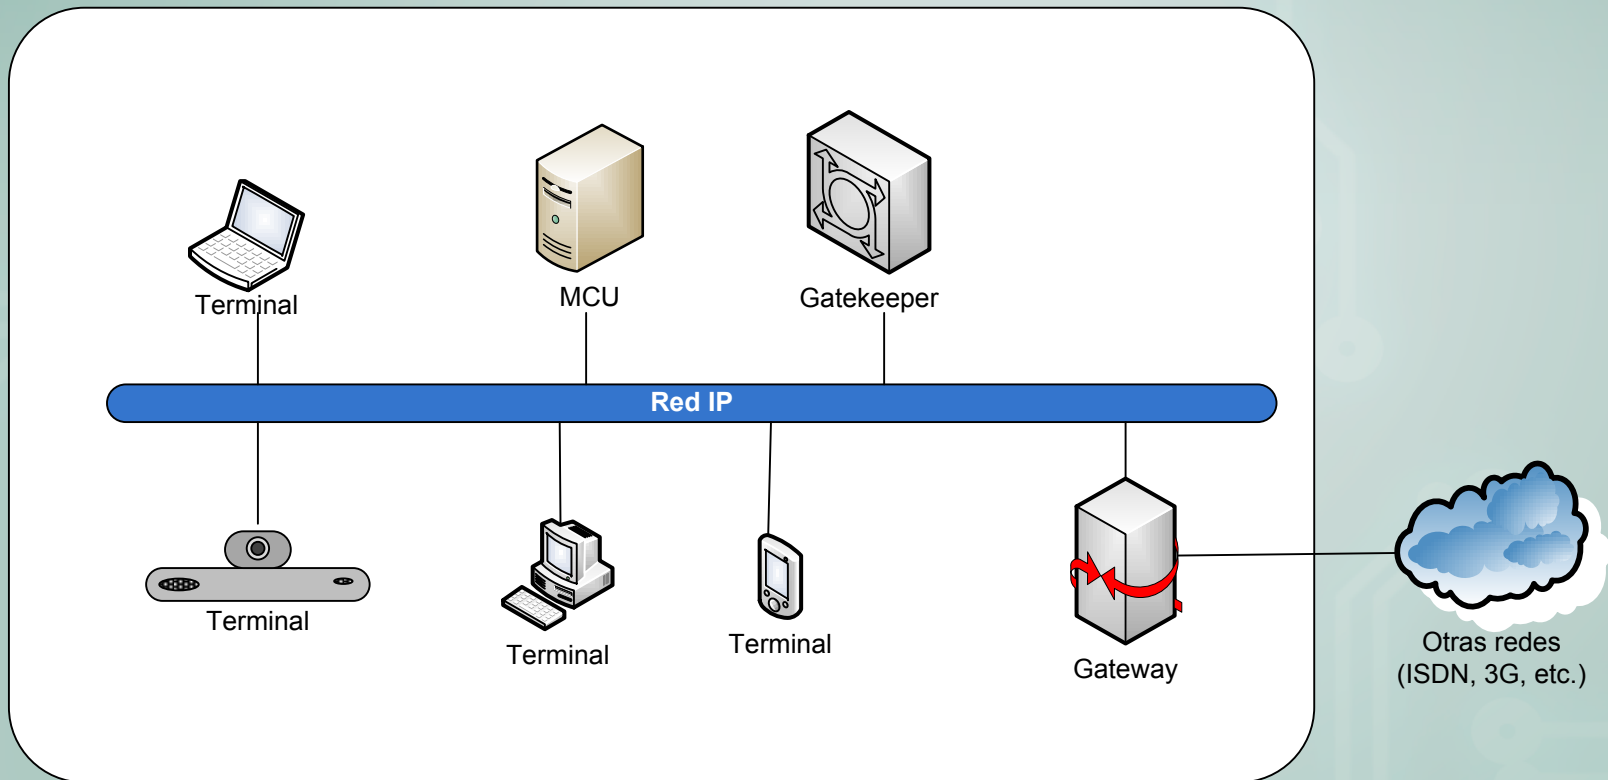 Terminal
MCU
Gatekeeper
Red IP
Terminal
Terminal
Terminal
Gateway
Otras redes
(ISDN, 3G, etc.)